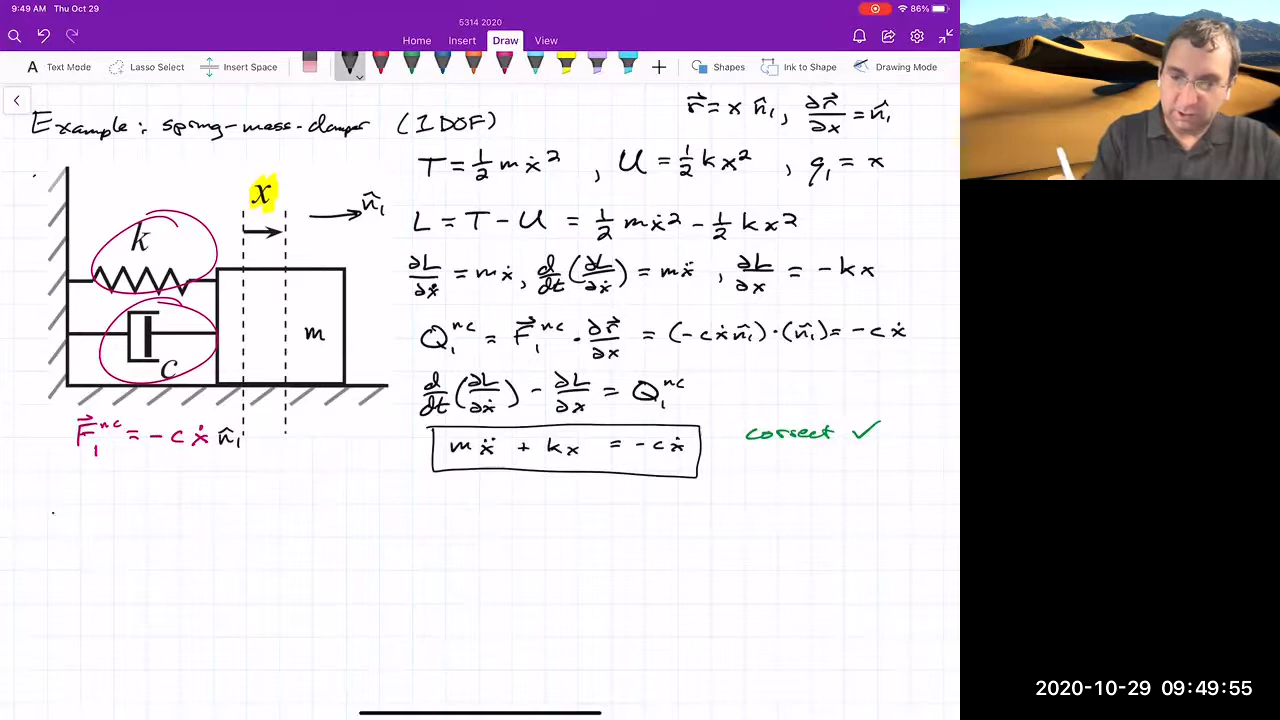 9:49 AM Thu Oct 29
86%
5314 2020
Home Insert Draw View
Text Mode Lasso Select Insert Space Shapes Ink to Shape Drawing Mode
Example: spring-mass-damper (1 DOF)
r⃗ = x n̂₁, ∂r⃗/∂x = n̂₁
T = 1/2 m ẋ², U = 1/2 k x², q₁ = x
x
n̂₁
L = T - U = 1/2 m ẋ² - 1/2 k x²
k
∂L/∂ẋ = m ẋ, d/dt (∂L/∂ẋ) = m ẍ, ∂L/∂x = -kx
m
c
Q₁ⁿᶜ = F⃗₁ⁿᶜ · ∂r⃗/∂x = (-c ẋ n̂₁) · (n̂₁) = -c ẋ
d/dt (∂L/∂ẋ) - ∂L/∂x = Q₁ⁿᶜ
F⃗₁ⁿᶜ = -c ẋ n̂₁
m ẍ + kx = -c ẋ
correct ✓
2020-10-29 09:49:55